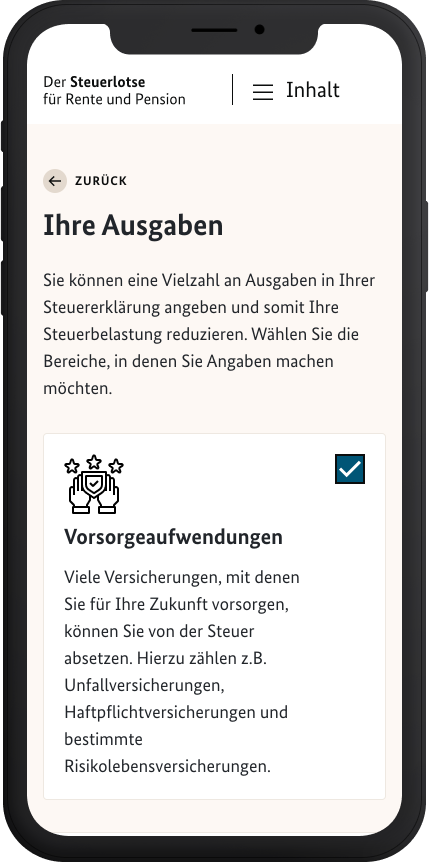 Der Steuerlotse
für Rente und Pension
Inhalt
ZURÜCK
Ihre Ausgaben
Sie können eine Vielzahl an Ausgaben in Ihrer
Steuererklärung angeben und somit Ihre
Steuerbelastung reduzieren. Wählen Sie die
Bereiche, in denen Sie Angaben machen
möchten.
Vorsorgeaufwendungen
Viele Versicherungen, mit denen
Sie für Ihre Zukunft vorsorgen,
können Sie von der Steuer
absetzen. Hierzu zählen z.B.
Unfallversicherungen,
Haftpflichtversicherungen und
bestimmte
Risikolebensversicherungen.